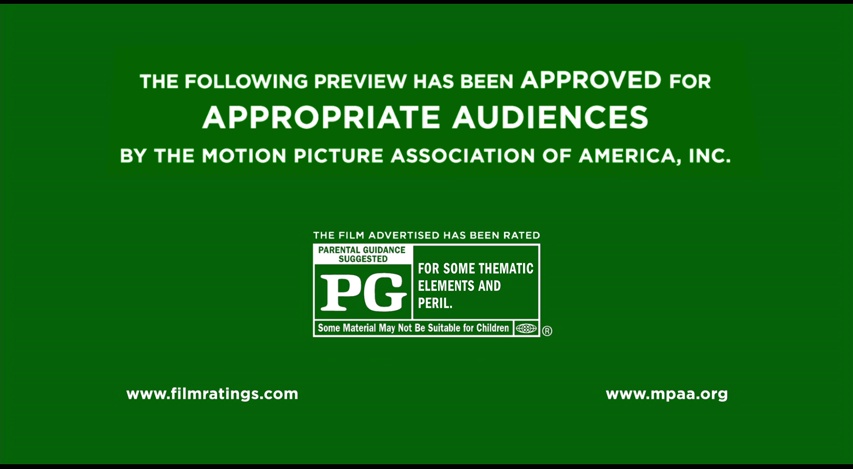 THE FOLLOWING PREVIEW HAS BEEN APPROVED FOR
APPROPRIATE AUDIENCES
BY THE MOTION PICTURE ASSOCIATION OF AMERICA, INC.
THE FILM ADVERTISED HAS BEEN RATED
PARENTAL GUIDANCE
SUGGESTED
PG
FOR SOME THEMATIC
ELEMENTS AND
PERIL.
Some Material May Not Be Suitable for Children
®
www.filmratings.com
www.mpaa.org